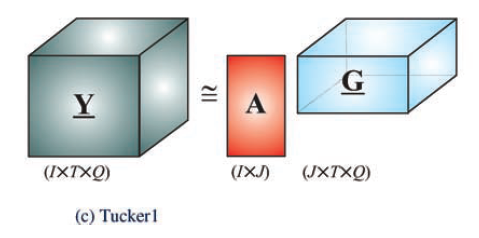 Y ≅ A G
(I×T×Q) (I×J) (J×T×Q)
(c) Tucker1